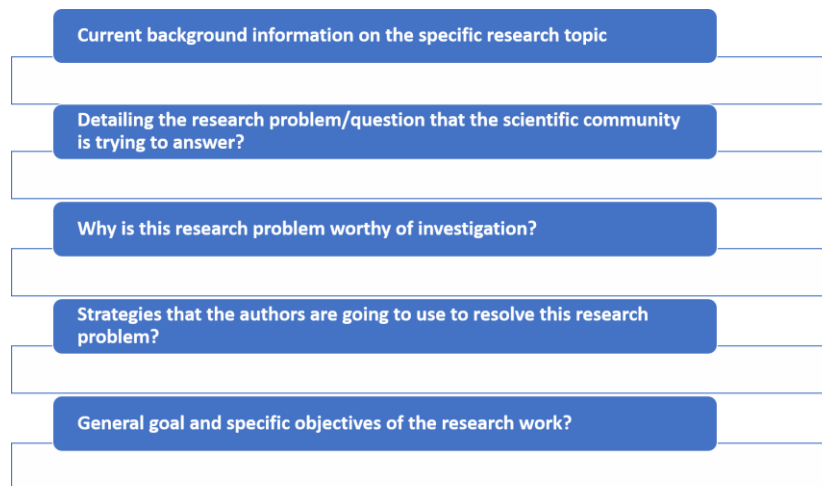 Current background information on the specific research topic
Detailing the research problem/question that the scientific community
is trying to answer?
Why is this research problem worthy of investigation?
Strategies that the authors are going to use to resolve this research
problem?
General goal and specific objectives of the research work?